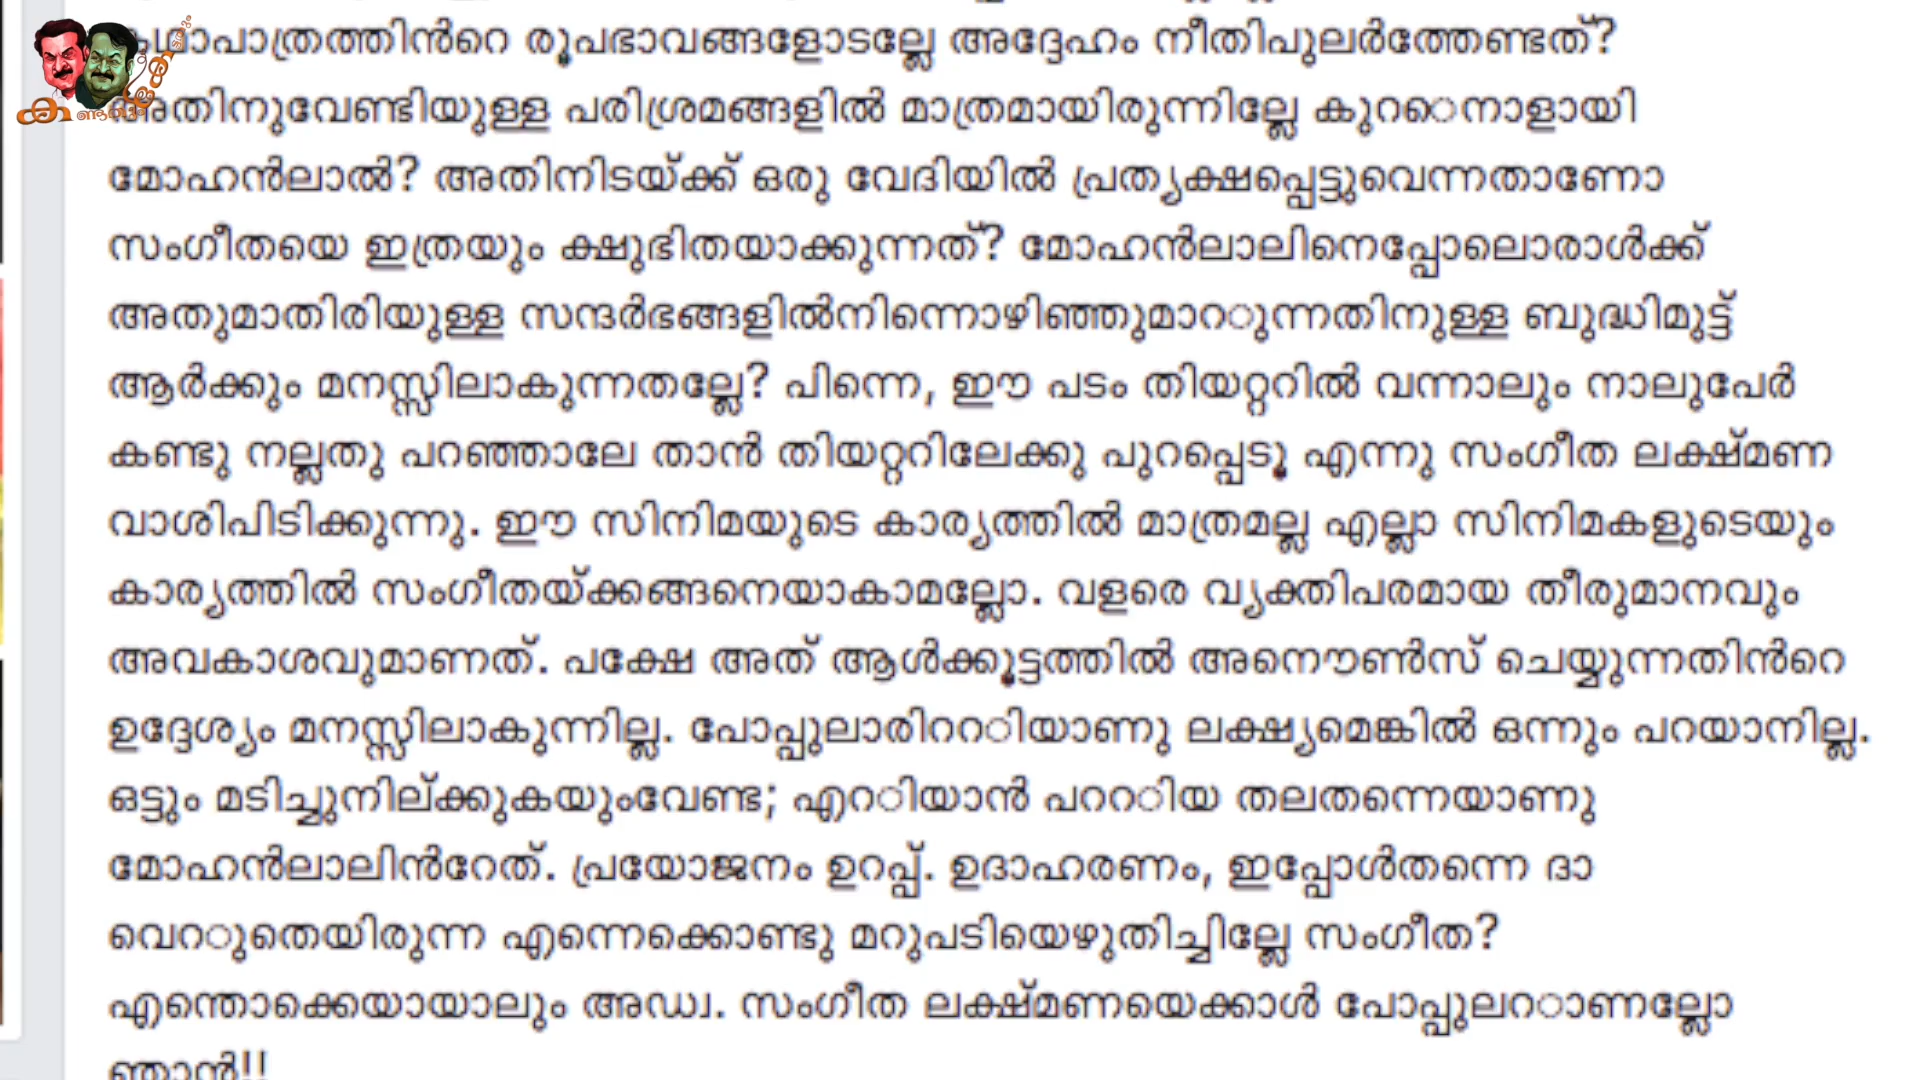 കഥാപാത്രത്തിൻറെ രൂപഭാവങ്ങളോടല്ലേ അദ്ദേഹം നീതിപുലർത്തേണ്ടത്?
അതിനുവേണ്ടിയുള്ള പരിശ്രമങ്ങളിൽ മാത്രമായിരുന്നില്ലേ കുറെനാളായി
മോഹൻലാൽ? അതിനിടയ്ക്ക് ഒരു വേദിയിൽ പ്രത്യക്ഷപ്പെട്ടുവെന്നതാണോ
സംഗീതയെ ഇത്രയും ക്ഷുഭിതയാക്കുന്നത്? മോഹൻലാലിനെപ്പോലൊരാൾക്ക്
അതുമാതിരിയുള്ള സന്ദർഭങ്ങളിൽനിന്നൊഴിഞ്ഞുമാറുന്നതിനുള്ള ബുദ്ധിമുട്ട്
ആർക്കും മനസ്സിലാകുന്നതല്ലേ? പിന്നെ, ഈ പടം തിയറ്ററിൽ വന്നാലും നാലുപേർ
കണ്ടു നല്ലതു പറഞ്ഞാലേ താൻ തിയറ്ററിലേക്കു പുറപ്പെടൂ എന്നു സംഗീത ലക്ഷ്മണ
വാശിപിടിക്കുന്നു. ഈ സിനിമയുടെ കാര്യത്തിൽ മാത്രമല്ല എല്ലാ സിനിമകളുടെയും
കാര്യത്തിൽ സംഗീതയ്ക്കങ്ങനെയാകാമല്ലോ. വളരെ വ്യക്തിപരമായ തീരുമാനവും
അവകാശവുമാണത്. പക്ഷേ അത് ആൾക്കൂട്ടത്തിൽ അനൌൺസ് ചെയ്യുന്നതിൻറെ
ഉദ്ദേശ്യം മനസ്സിലാകുന്നില്ല. പോപ്പുലാരിററിയാണു ലക്ഷ്യമെങ്കിൽ ഒന്നും പറയാനില്ല.
ഒട്ടും മടിച്ചുനില്ക്കുകയുംവേണ്ട; എറിയാൻ പററിയ തലതന്നെയാണു
മോഹൻലാലിൻറേത്. പ്രയോജനം ഉറപ്പ്. ഉദാഹരണം, ഇപ്പോൾതന്നെ ദാ
വെറുതെയിരുന്ന എന്നെക്കൊണ്ടു മറുപടിയെഴുതിച്ചില്ലേ സംഗീത?
എന്തൊക്കെയായാലും അഡ്വ. സംഗീത ലക്ഷ്മണയെക്കാൾ പോപ്പുലറാണല്ലോ
ഞാൻ!!